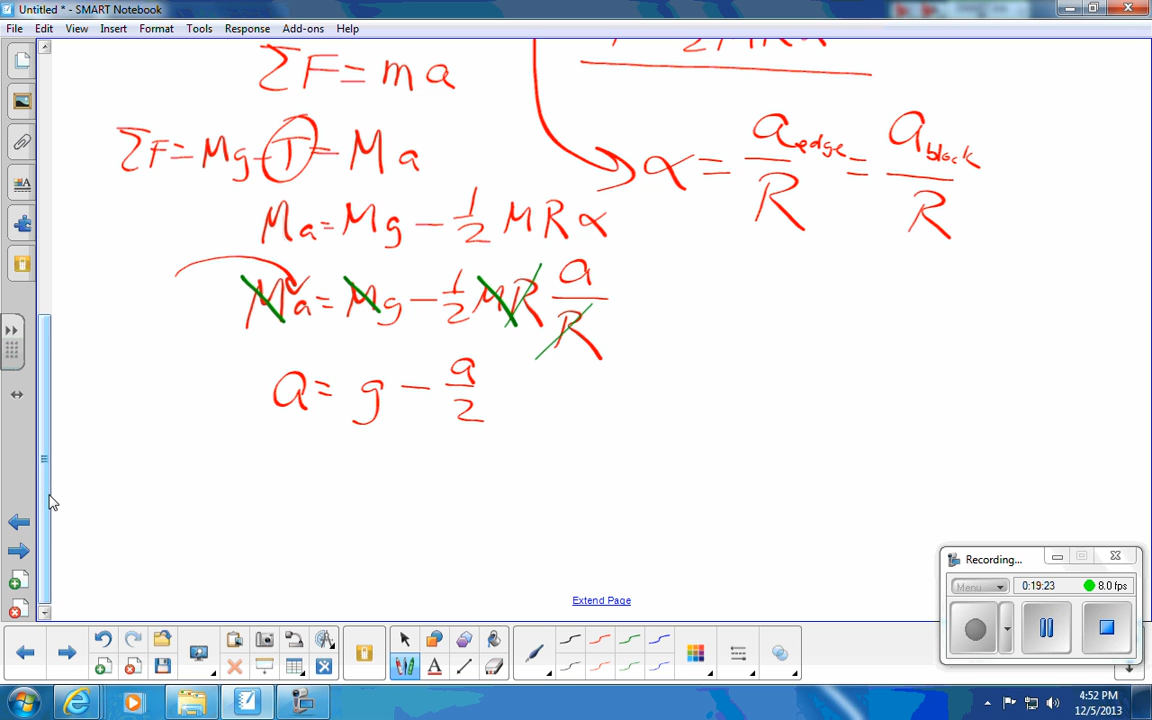 Untitled * - SMART Notebook
File Edit View Insert Format Tools Response Add-ons Help
ΣF = ma
ΣF = Mg - T = Ma
α = a edge / R = a block / R
Ma = Mg - 1/2 MRα
Ma = Mg - 1/2 MR a/R
a = g - a/2
Extend Page
Recording...
Menu 0:19:23 8.0 fps
4:52 PM
12/5/2013